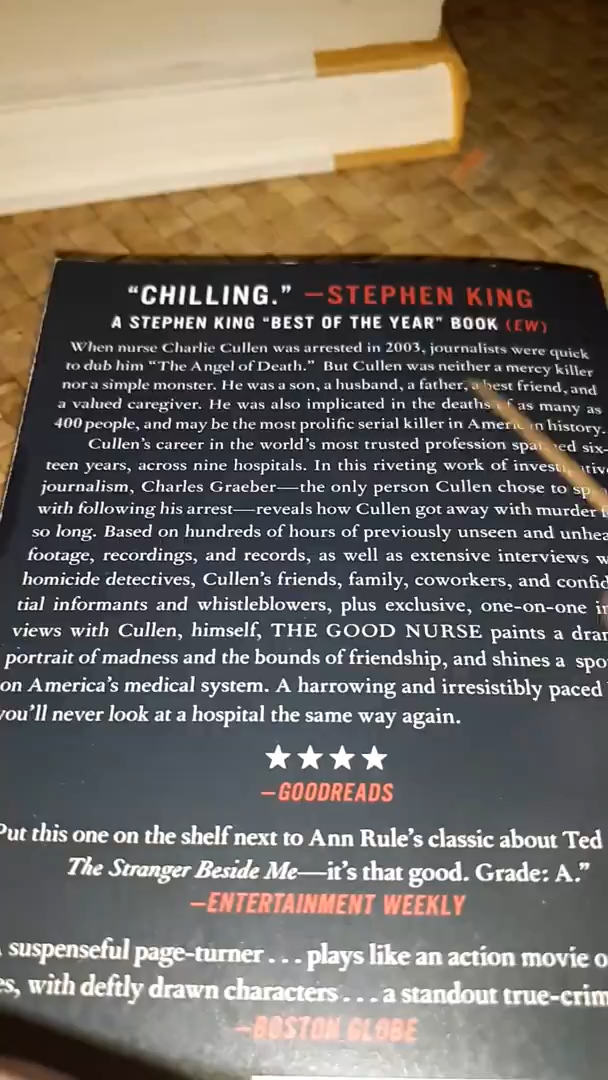 "CHILLING." —STEPHEN KING
A STEPHEN KING "BEST OF THE YEAR" BOOK (EW)
When nurse Charlie Cullen was arrested in 2003, journalists were quick
to dub him "The Angel of Death." But Cullen was neither a mercy killer
nor a simple monster. He was a son, a husband, a father, a best friend, and
a valued caregiver. He was also implicated in the deaths of as many as
400 people, and may be the most prolific serial killer in American history.
Cullen's career in the world's most trusted profession spanned six-
teen years, across nine hospitals. In this riveting work of investigative
journalism, Charles Graeber—the only person Cullen chose to sp
with following his arrest—reveals how Cullen got away with murder f
so long. Based on hundreds of hours of previously unseen and unhea
footage, recordings, and records, as well as extensive interviews w
homicide detectives, Cullen's friends, family, coworkers, and confid
tial informants and whistleblowers, plus exclusive, one-on-one in
views with Cullen, himself, THE GOOD NURSE paints a dram
portrait of madness and the bounds of friendship, and shines a spo
on America's medical system. A harrowing and irresistibly paced
you'll never look at a hospital the same way again.
—GOODREADS
Put this one on the shelf next to Ann Rule's classic about Ted
The Stranger Beside Me—it's that good. Grade: A."
—ENTERTAINMENT WEEKLY
suspenseful page-turner . . . plays like an action movie o
es, with deftly drawn characters . . . a standout true-crim
—BOSTON GLOBE